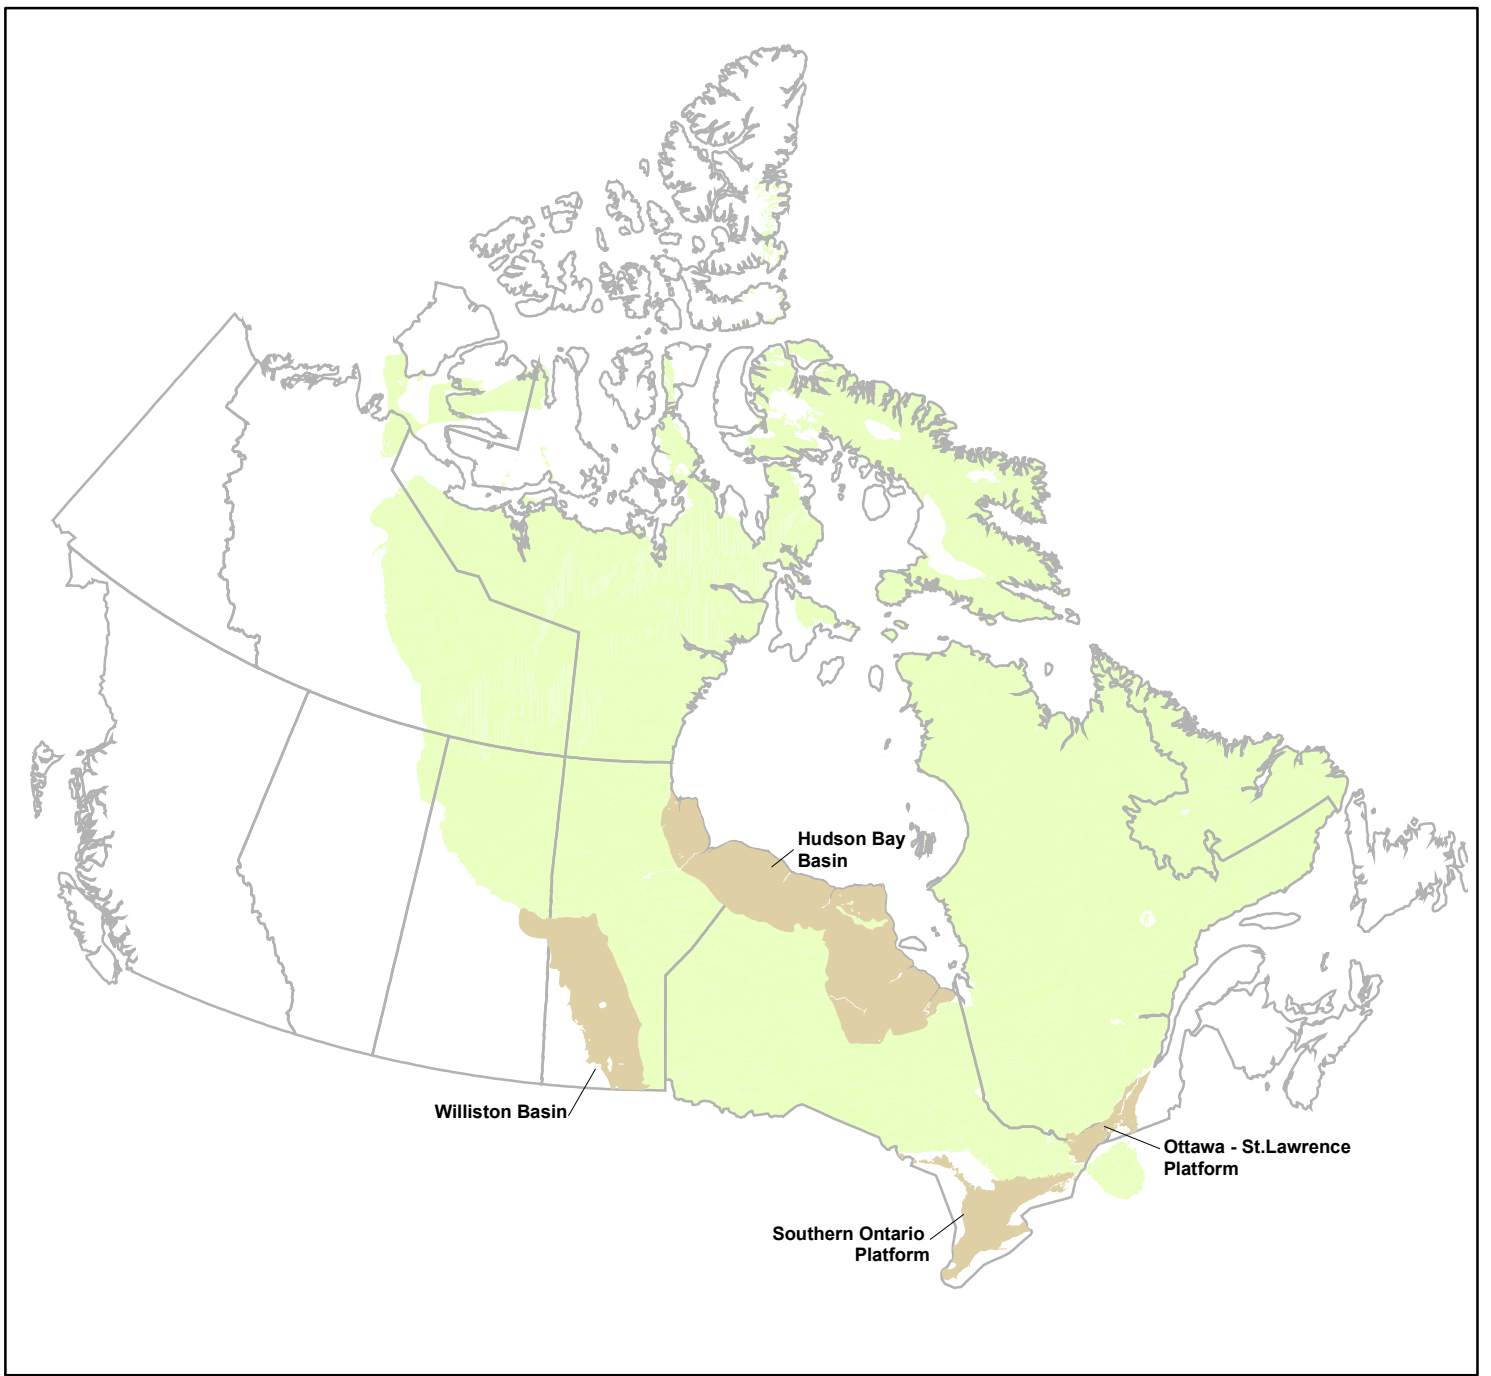 Hudson Bay
Basin
Williston Basin
Ottawa - St.Lawrence
Platform
Southern Ontario
Platform